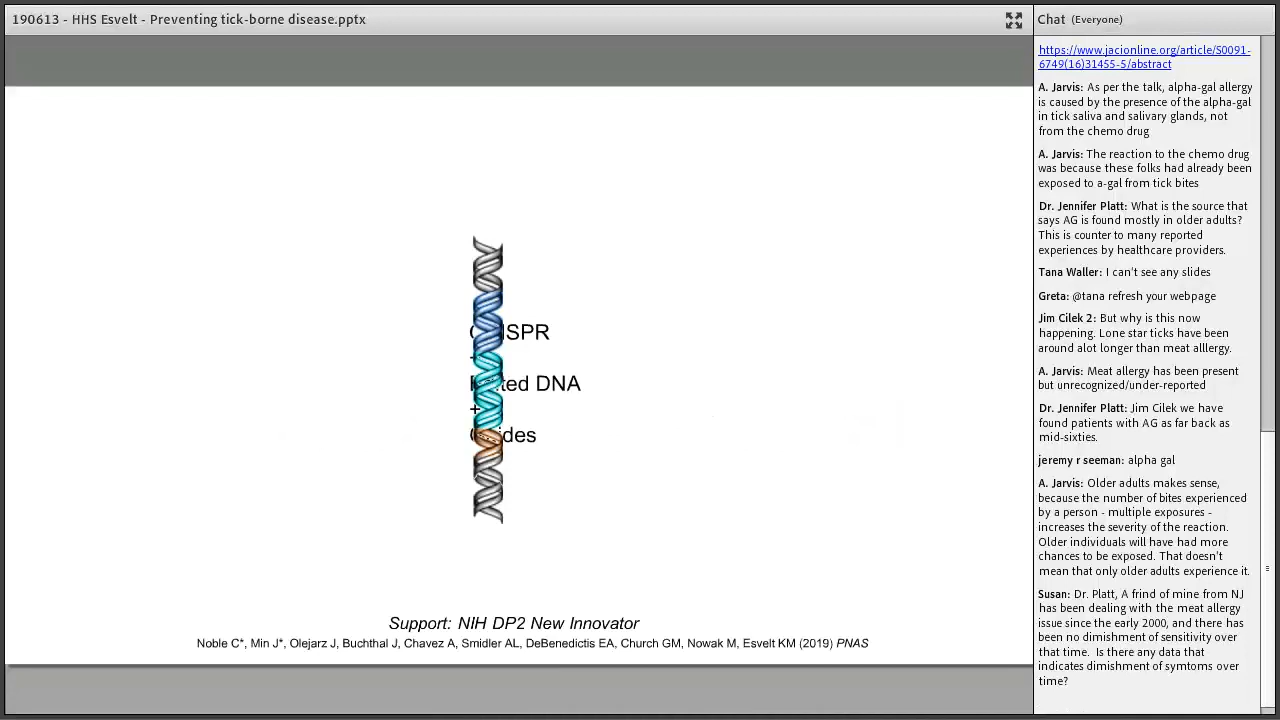 190613 - HHS Esvelt - Preventing tick-borne disease.pptx
DNA
+
Support: NIH DP2 New Innovator
Noble C*, Min J*, Olejarz J, Buchthal J, Chavez A, Smidler AL, DeBenedictis EA, Church GM, Nowak M, Esvelt KM (2019) PNAS
Chat (Everyone)
https://www.jacionline.org/article/S0091-
6749(16)31455-5/abstract
A. Jarvis: As per the talk, alpha-gal allergy
is caused by the presence of the alpha-gal
in tick saliva and salivary glands, not
from the chemo drug
A. Jarvis: The reaction to the chemo drug
was because these folks had already been
exposed to a-gal from tick bites
Dr. Jennifer Platt: What is the source that
says AG is found mostly in older adults?
This is counter to many reported
experiences by healthcare providers.
Tana Waller: I can't see any slides
Greta: @tana refresh your webpage
Jim Cilek 2: But why is this now
happening. Lone star ticks have been
around alot longer than meat alllergy.
A. Jarvis: Meat allergy has been present
but unrecognized/under-reported
Dr. Jennifer Platt: Jim Cilek we have
found patients with AG as far back as
mid-sixties.
jeremy r seeman: alpha gal
A. Jarvis: Older adults makes sense,
because the number of bites experienced
by a person - multiple exposures -
increases the severity of the reaction.
Older individuals will have had more
chances to be exposed. That doesn't
mean that only older adults experience it.
Susan: Dr. Platt, A frind of mine from NJ
has been dealing with the meat allergy
issue since the early 2000, and there has
been no dimishment of sensitivity over
that time. Is there any data that
indicates dimishment of symtoms over
time?